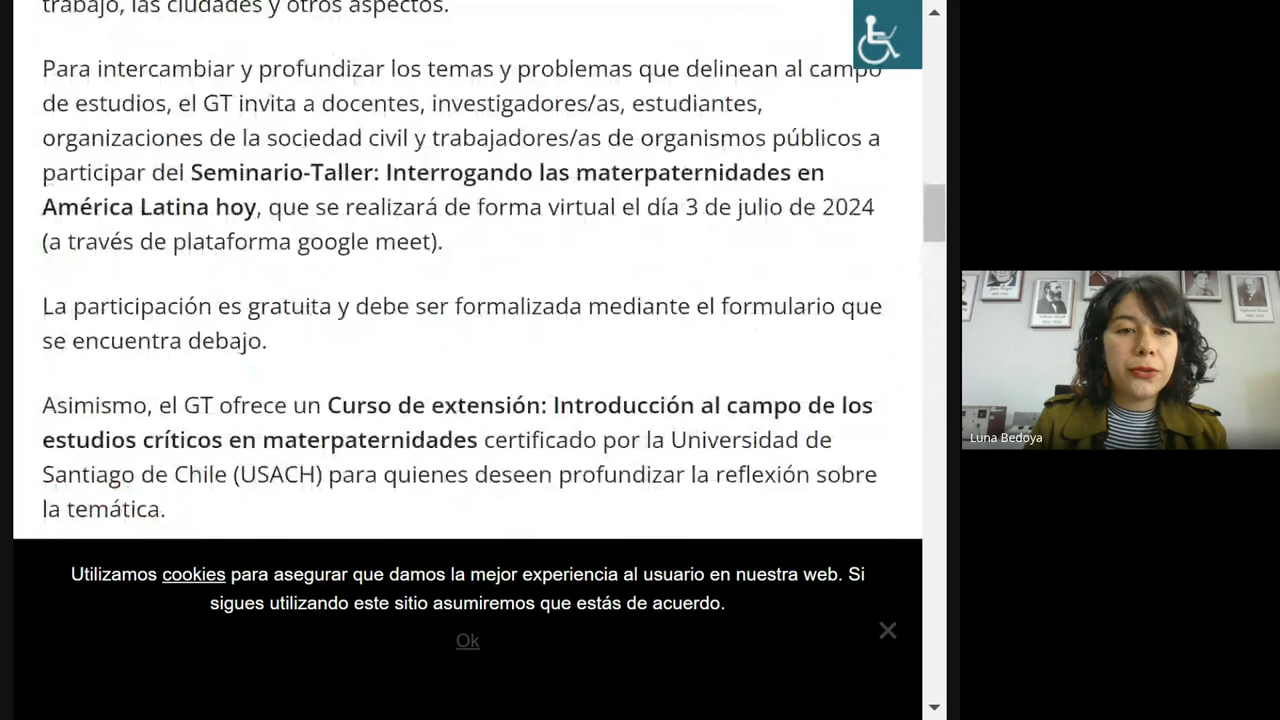 trabajo, las ciudades y otros aspectos.
Para intercambiar y profundizar los temas y problemas que delinean al campo
de estudios, el GT invita a docentes, investigadores/as, estudiantes,
organizaciones de la sociedad civil y trabajadores/as de organismos públicos a
participar del Seminario-Taller: Interrogando las materpaternidades en
América Latina hoy, que se realizará de forma virtual el día 3 de julio de 2024
(a través de plataforma google meet).
La participación es gratuita y debe ser formalizada mediante el formulario que
se encuentra debajo.
Asimismo, el GT ofrece un Curso de extensión: Introducción al campo de los
estudios críticos en materpaternidades certificado por la Universidad de
Santiago de Chile (USACH) para quienes deseen profundizar la reflexión sobre
la temática.
Utilizamos cookies para asegurar que damos la mejor experiencia al usuario en nuestra web. Si
sigues utilizando este sitio asumiremos que estás de acuerdo.
Ok
Luna Bedoya